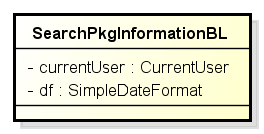 SearchPkgInformationBL
- currentUser : CurrentUser
- df : SimpleDateFormat